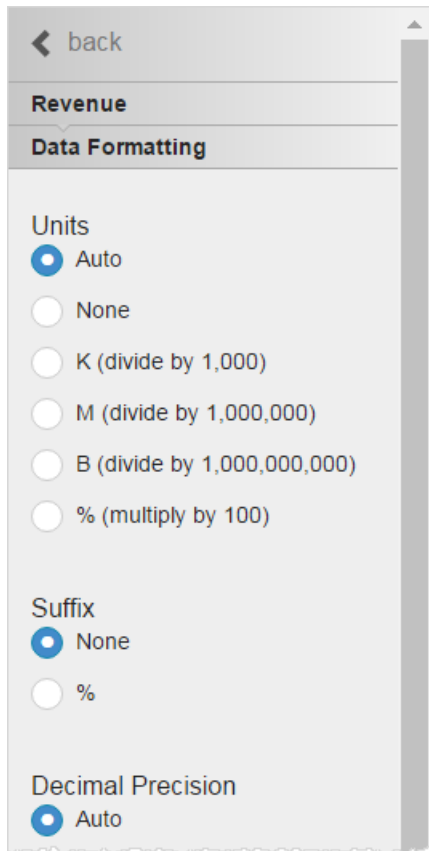 back
Revenue
Data Formatting
Units
Auto
None
K (divide by 1,000)
M (divide by 1,000,000)
B (divide by 1,000,000,000)
% (multiply by 100)
Suffix
None
%
Decimal Precision
Auto